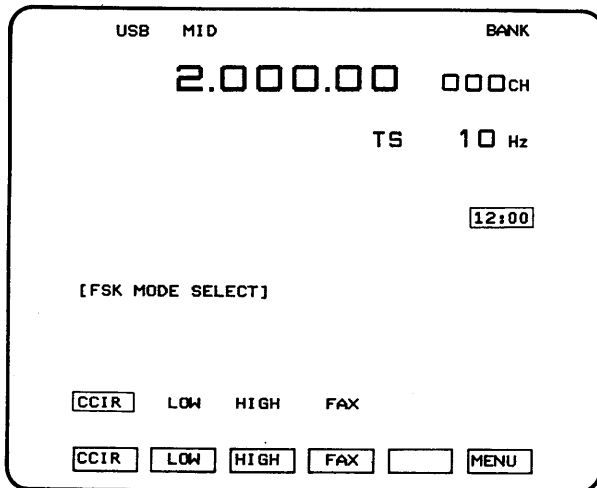 USB MID BANK
2.000.00 000CH
TS 10 Hz
12:00
[FSK MODE SELECT]
CCIR LOW HIGH FAX
CCIR LOW HIGH FAX MENU